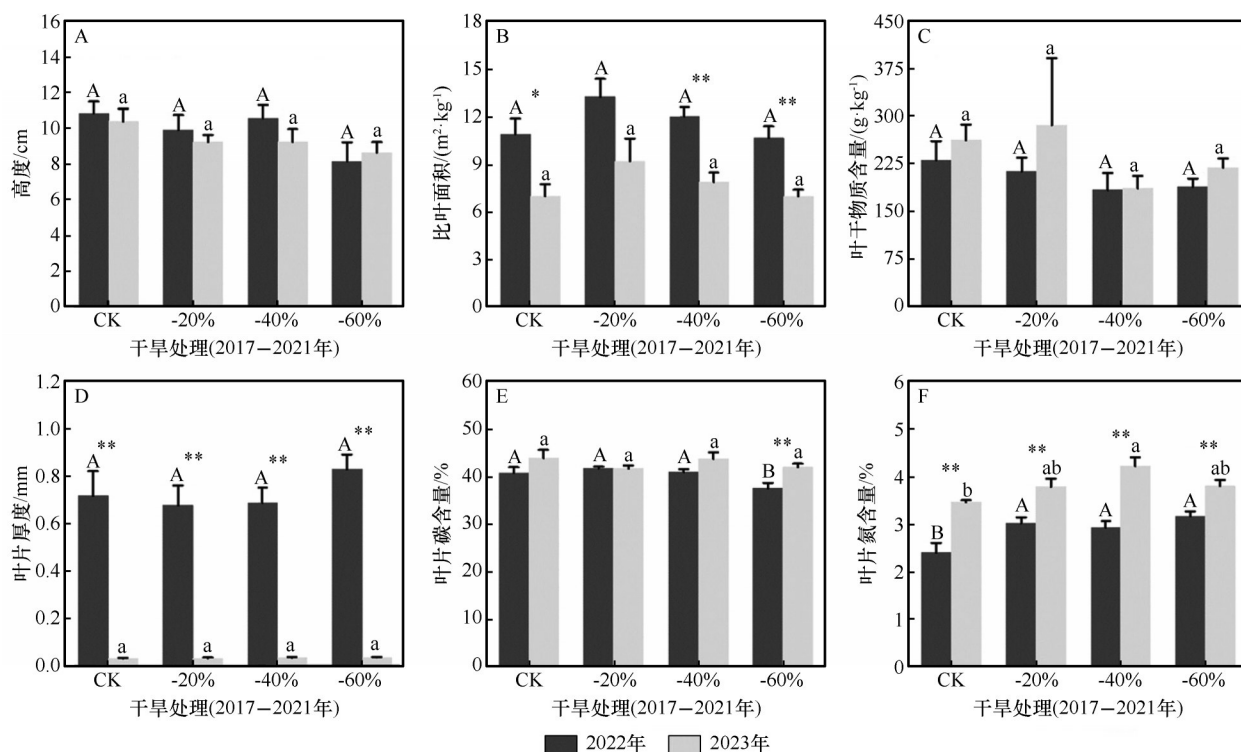 A
高度/cm
16
14
12
10
8
6
4
2
0
A a A a A a A a
CK -20% -40% -60%
干旱处理(2017—2021年)
B
比叶面积/(m²·kg⁻¹)
18
15
12
9
6
3
0
A * a A a A ** a A ** a
CK -20% -40% -60%
干旱处理(2017—2021年)
C
叶干物质含量/(g·kg⁻¹)
450
375
300
225
150
75
0
A a A a A a A a
CK -20% -40% -60%
干旱处理(2017—2021年)
D
叶片厚度/mm
1.2
1.0
0.8
0.6
0.4
0.2
0.0
A ** a A ** a A ** a A ** a
CK -20% -40% -60%
干旱处理(2017—2021年)
E
叶片碳含量/%
60
50
40
30
20
10
0
A a A a A a B ** a
CK -20% -40% -60%
干旱处理(2017—2021年)
F
叶片氮含量/%
6
5
4
3
2
1
0
B ** b A ** ab A ** a A ** ab
CK -20% -40% -60%
干旱处理(2017—2021年)
2022年 2023年